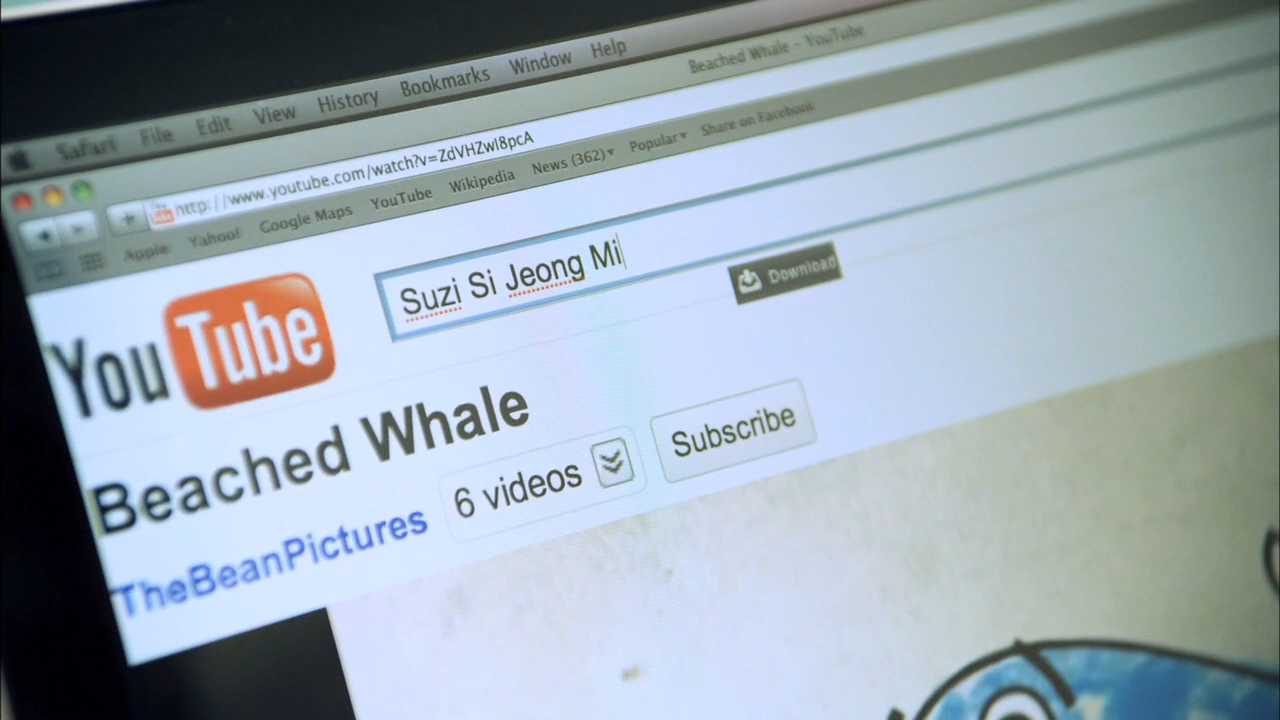 Safari File Edit View History Bookmarks Window Help
Beached Whale – YouTube
http://www.youtube.com/watch?v=ZdVHZwI8pcA
Apple Yahoo! Google Maps YouTube Wikipedia News (362) Popular Share on Facebook
YouTube
Suzi Si Jeong Mi
Download
Beached Whale
TheBeanPictures 6 videos Subscribe